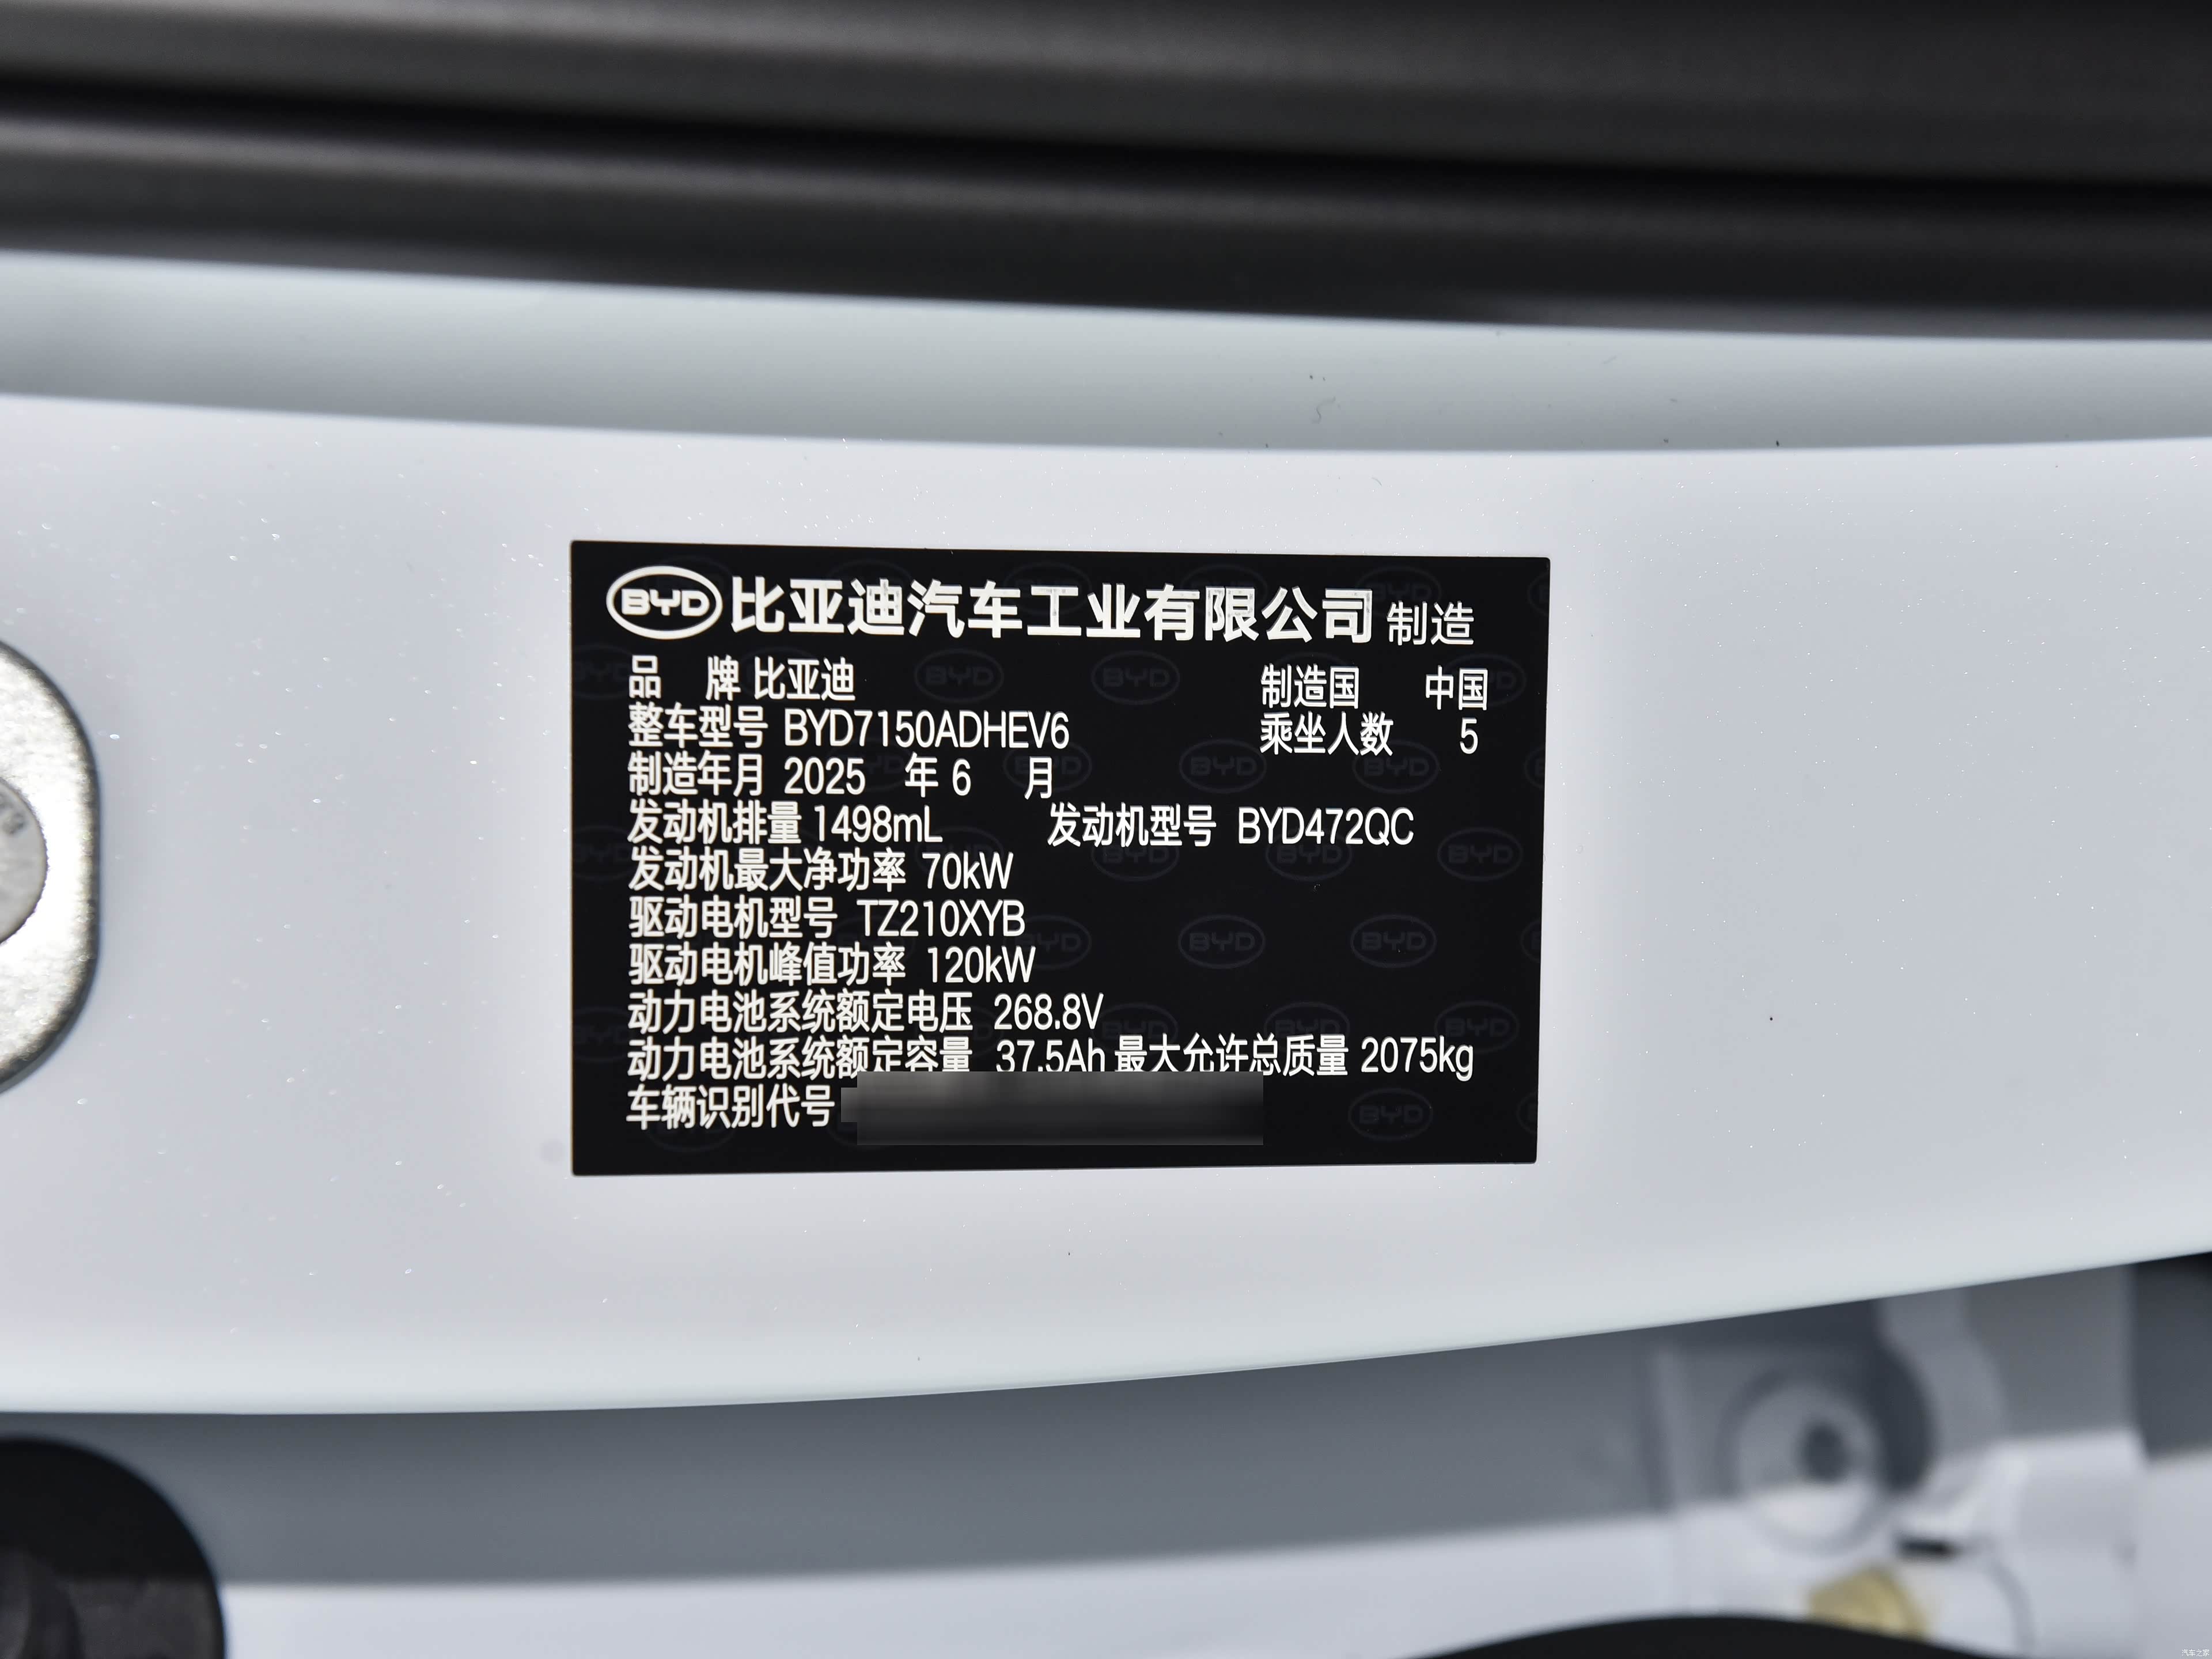 BYD 比亚迪汽车工业有限公司 制造
品 牌 比亚迪 制造国 中国
整车型号 BYD7150ADHEV6 乘坐人数 5
制造年月 2025 年 6 月
发动机排量 1498mL 发动机型号 BYD472QC
发动机最大净功率 70kW
驱动电机型号 TZ210XYB
驱动电机峰值功率 120kW
动力电池系统额定电压 268.8V
动力电池系统额定容量 37.5Ah 最大允许总质量 2075kg
车辆识别代号
汽车之家